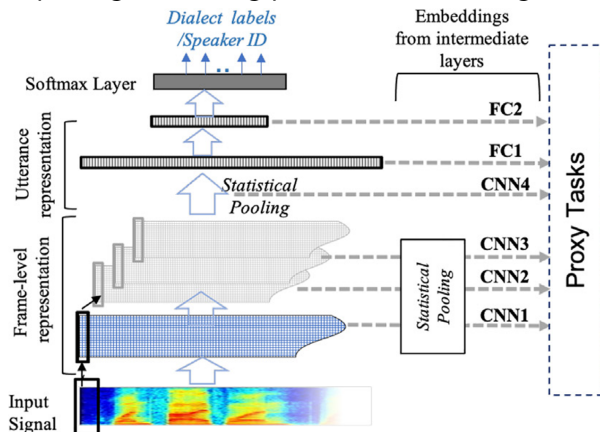 Dialect labels
/Speaker ID
Embeddings
from intermediate
layers
Softmax Layer
FC2
FC1
Utterance
representation
Statistical
Pooling
CNN4
Frame-level
representation
CNN3
CNN2
CNN1
Statistical
Pooling
Proxy Tasks
Input
Signal